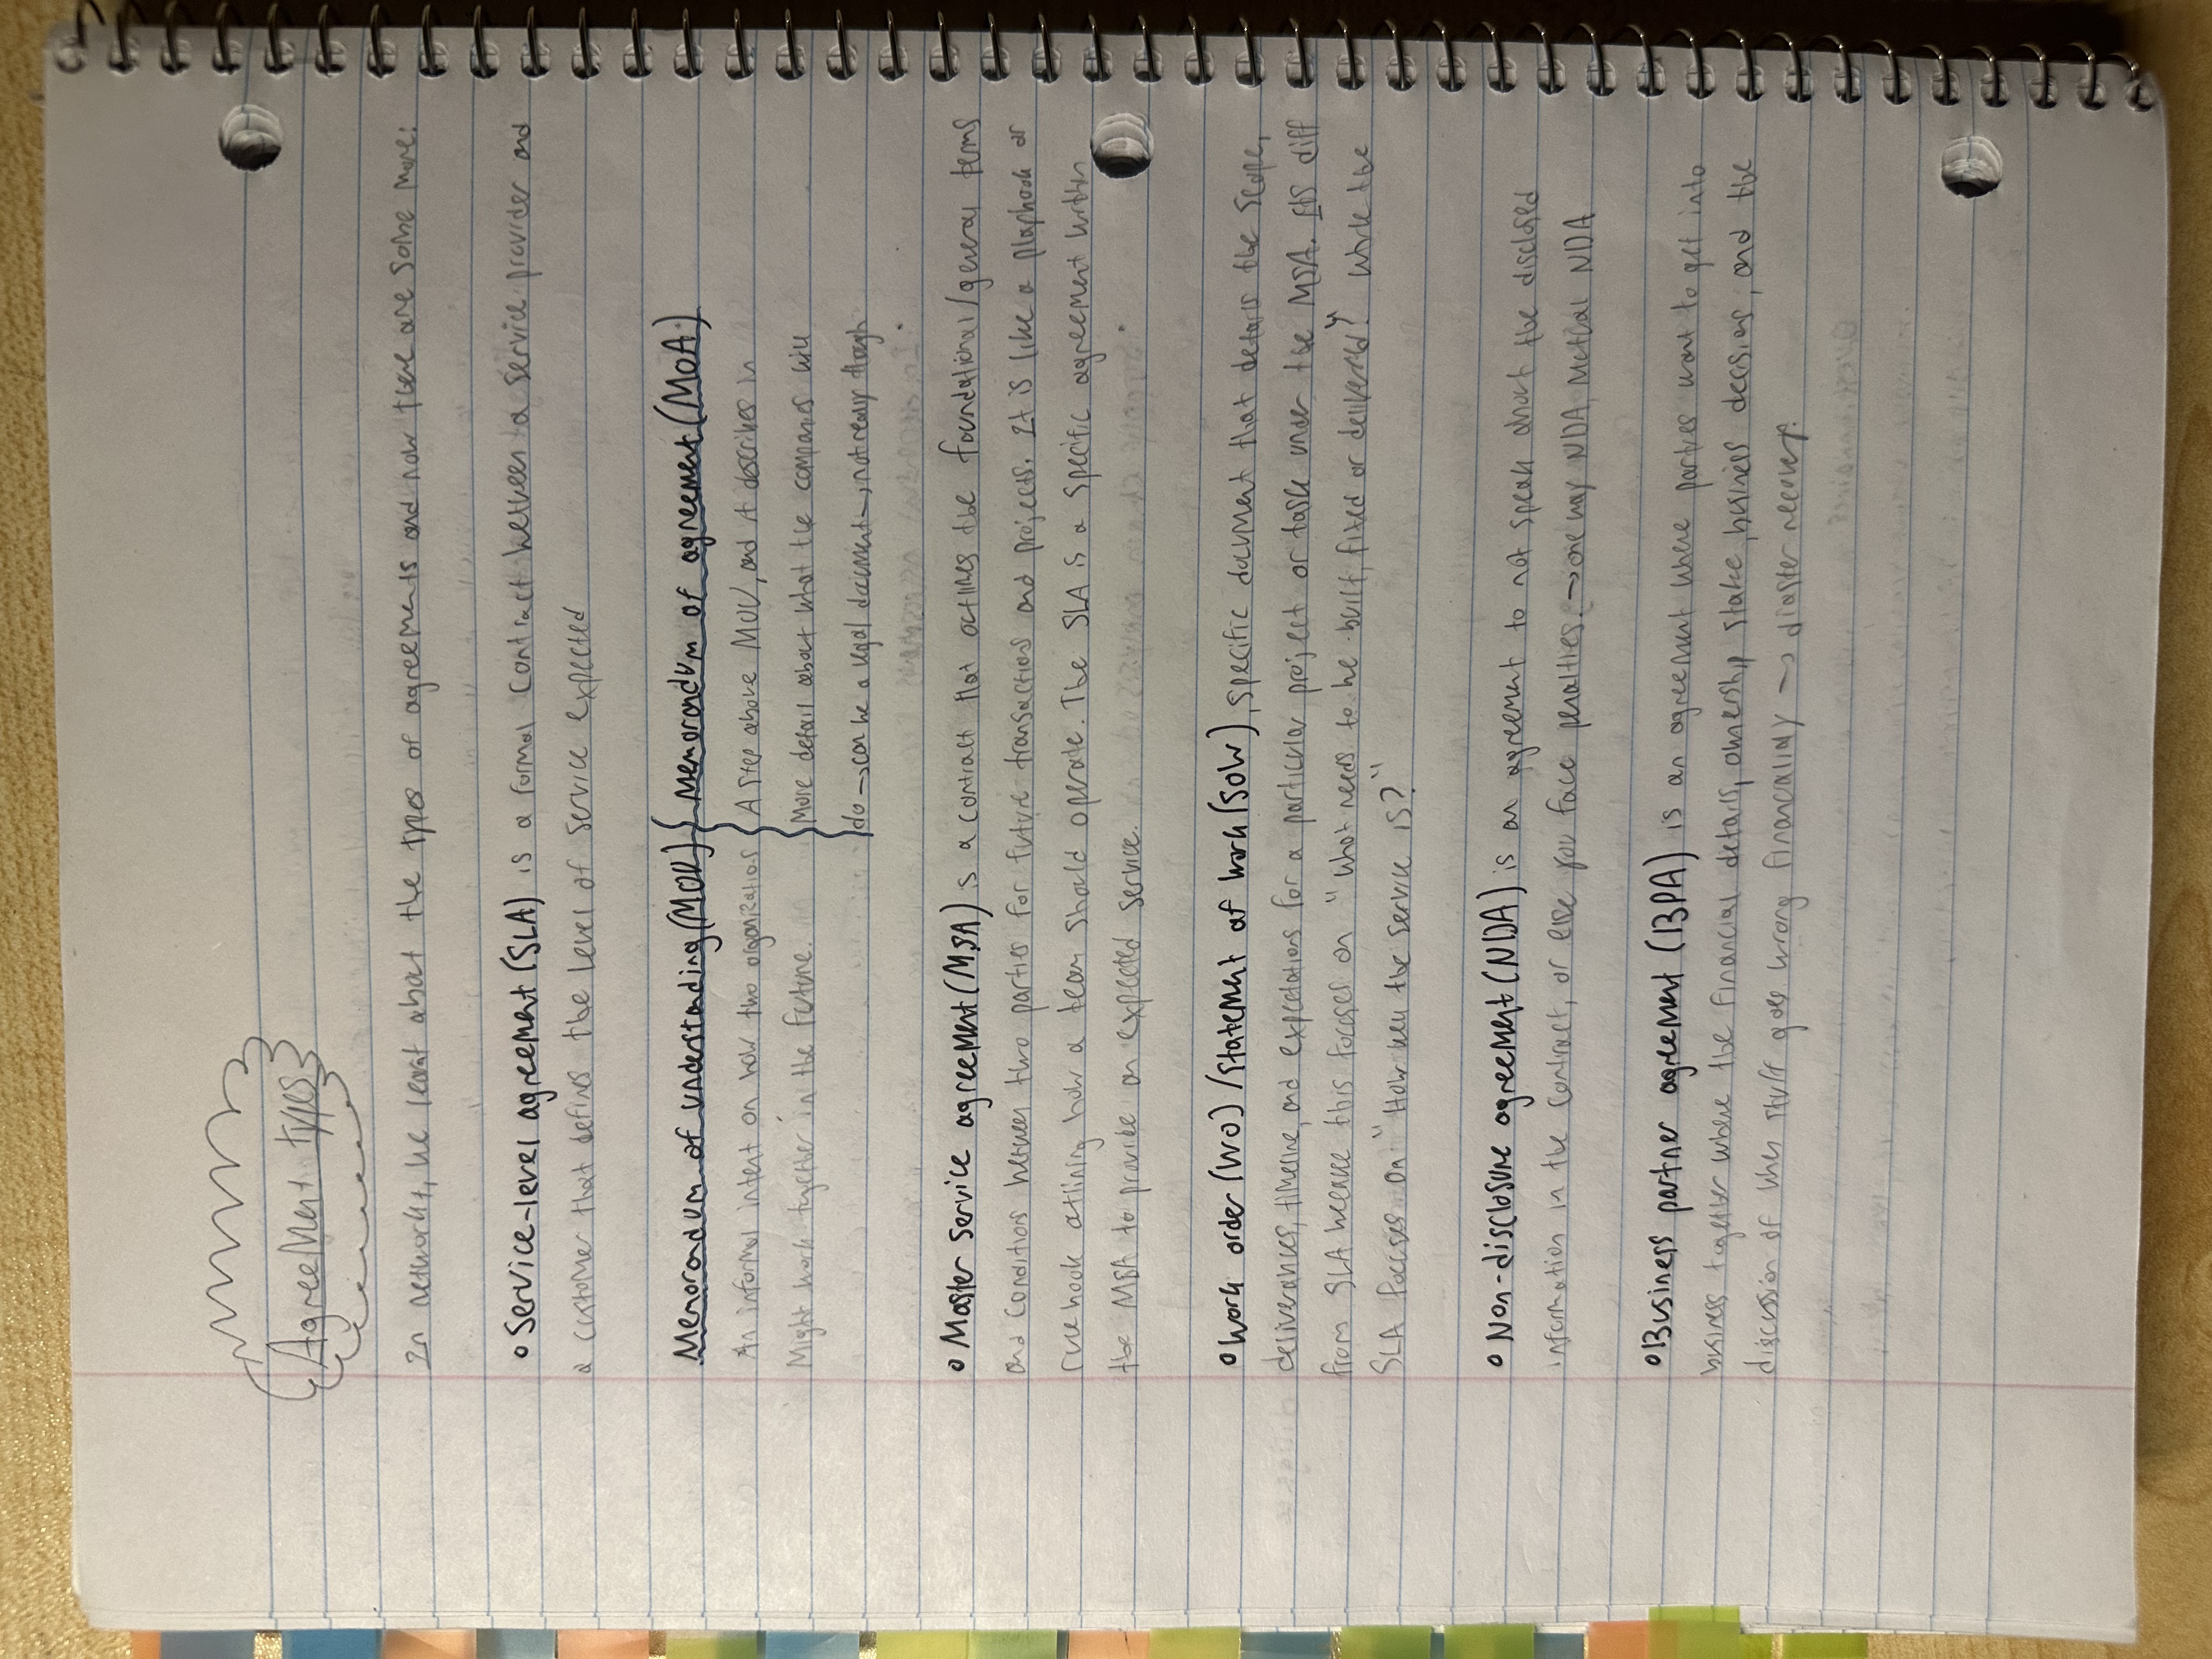 Agreement types
In network+, we learnt about the types of agreements and now there are some more:
• Service-level agreement (SLA) is a formal contract between a service provider and
a customer that defines the level of service expected
Memorandum of understanding (MOU) { Memorandum of agreement (MOA)
An informal intent on how two organizations
Might work together in the future.
A step above MOU, and it describes in
More detail about what the companies will
do → can be a legal document → not really though
• Master service agreement (MSA) is a contract that outlines the foundational/general terms
and conditions between two parties for future transactions and projects. It is like a playbook or
rule book outlining how a team should operate. The SLA is a specific agreement within
the MSA to provide an expected service.
• Work order (WO) / Statement of work (SOW), specific document that details the scope,
deliverances, timeline, and expectations for a particular project or task under the MSA. Its diff
from SLA because this focuses on "What needs to be built, fixed or delivered?" While the
SLA focuses on "How well the service is?"
• Non-disclosure agreement (NDA) is an agreement to not speak about the disclosed
information in the contract, or else you face penalties. → one way NDA, Mutual NDA
• Business partner agreement (BPA) is an agreement where parties want to get into
business together where the financial details, ownership stake, business decisions, and the
discussion of when stuff goes wrong financially → diaster recovery.